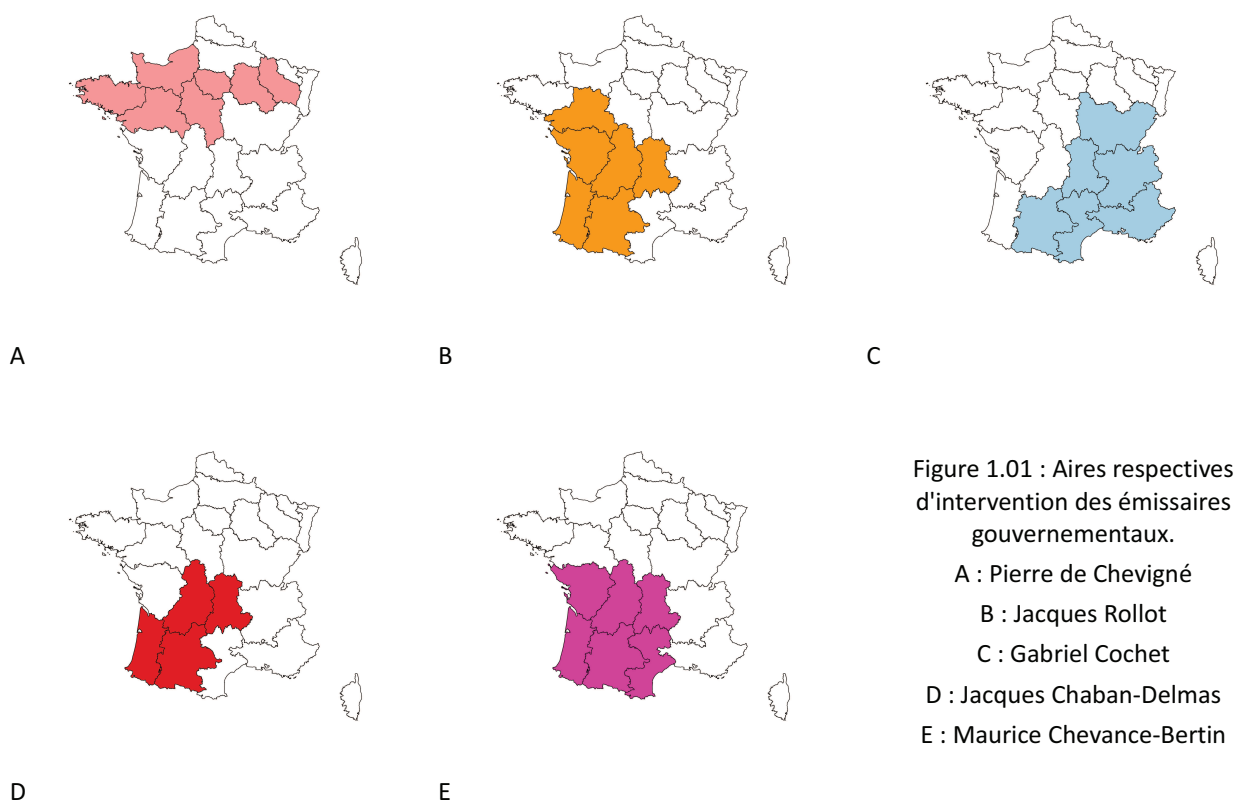 A
B
C
D
E
Figure 1.01 : Aires respectives
d'intervention des émissaires
gouvernementaux.
A : Pierre de Chevigné
B : Jacques Rollot
C : Gabriel Cochet
D : Jacques Chaban-Delmas
E : Maurice Chevance-Bertin